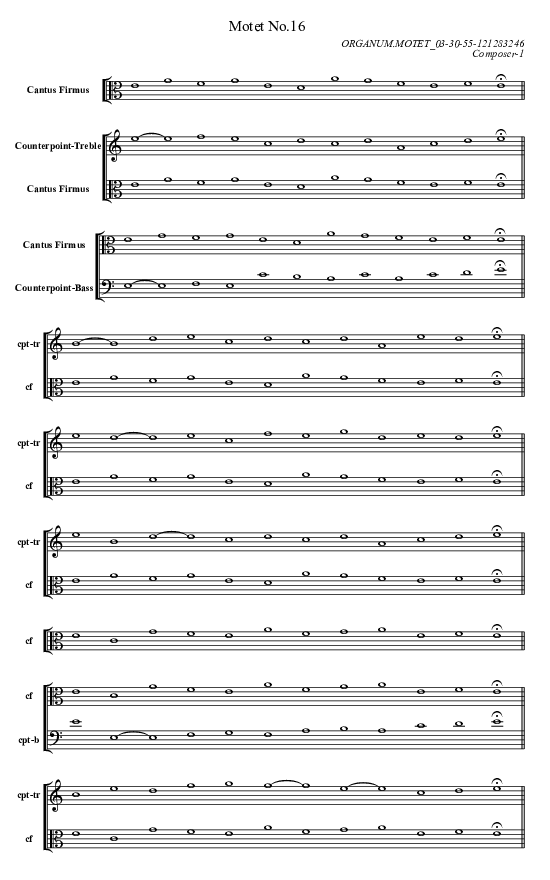 Motet No.16
ORGANUM.MOTET_03-30-55-121283246
Composer-1
Cantus Firmus
Counterpoint-Treble
Cantus Firmus
Cantus Firmus
Counterpoint-Bass
cpt-tr
cf
cpt-tr
cf
cpt-tr
cf
cf
cf
cpt-b
cpt-tr
cf